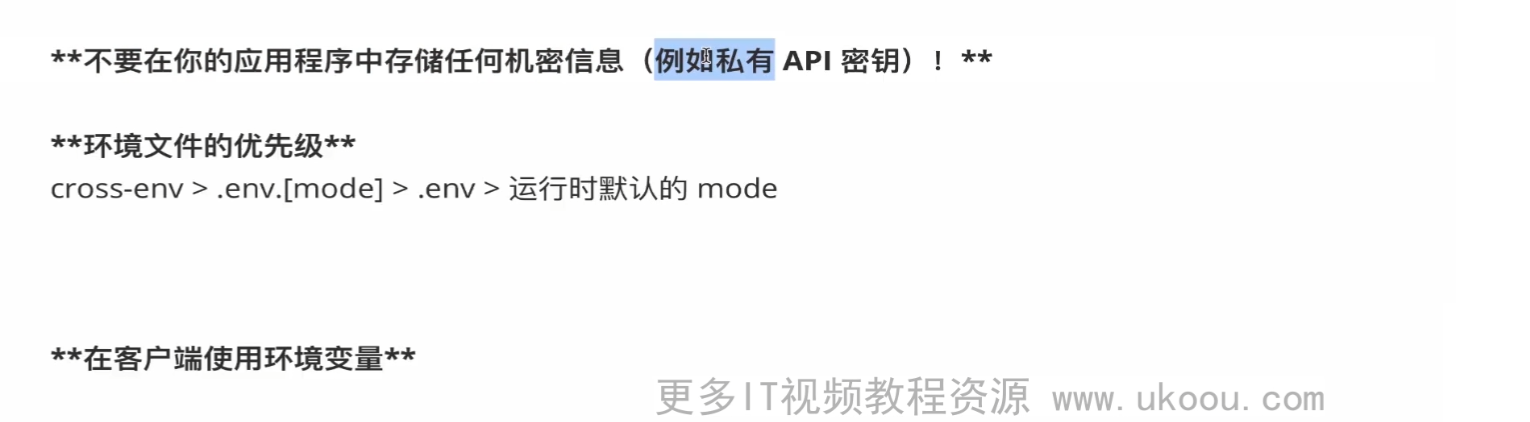 **不要在你的应用程序中存储任何机密信息（例如私有 API 密钥）！**
**环境文件的优先级**
cross-env > .env.[mode] > .env > 运行时默认的 mode
**在客户端使用环境变量**
更多IT视频教程资源 www.ukoou.com